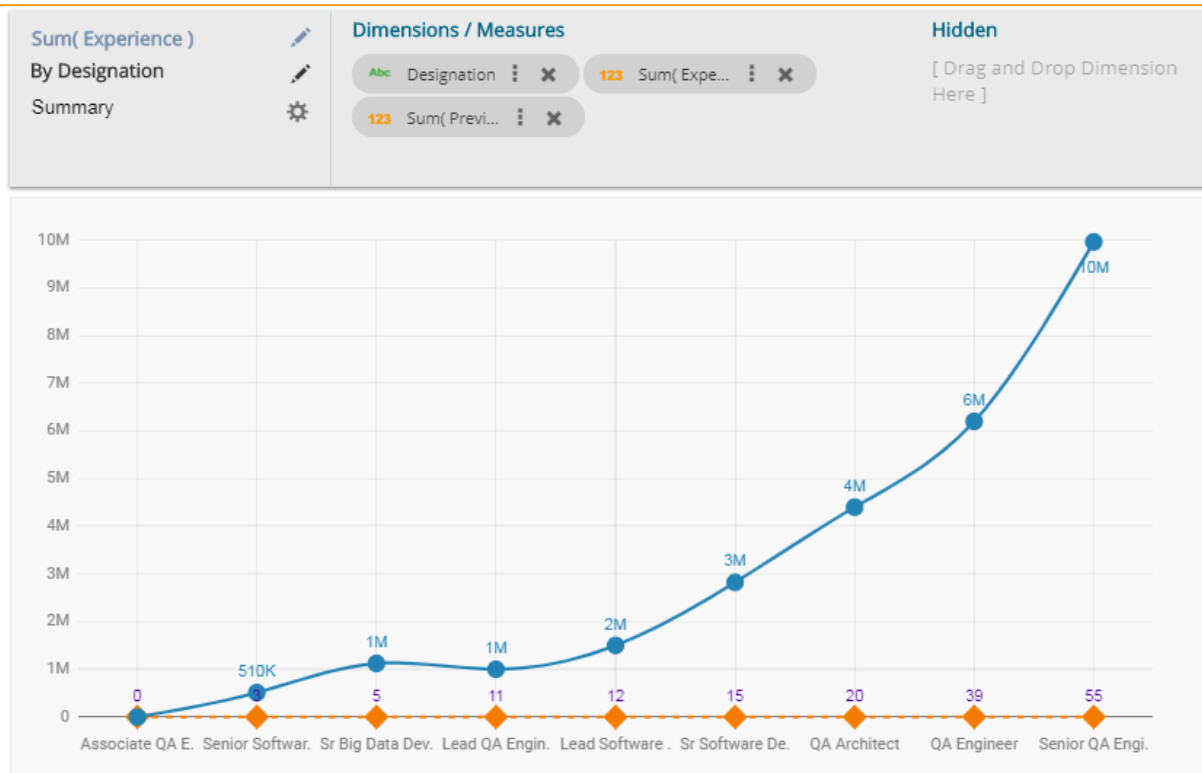 Sum( Experience )
By Designation
Summary
Dimensions / Measures
Abc Designation
123 Sum( Expe...
123 Sum( Previ...
Hidden
[ Drag and Drop Dimension
Here ]
10M
9M
8M
7M
6M
5M
4M
3M
2M
1M
0
510K
1M
1M
2M
3M
4M
6M
10M
0 3 5 11 12 15 20 39 55
Associate QA E. Senior Softwar. Sr Big Data Dev. Lead QA Engin. Lead Software . Sr Software De. QA Architect QA Engineer Senior QA Engi.